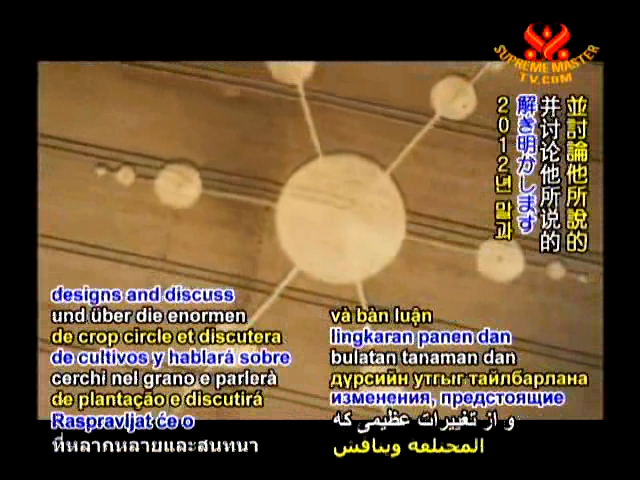 SUPREME MASTER
TV.COM
並討論他所說的
并讨论他所说的
解き明かします
2012년 말과
designs and discuss
und über die enormen
de crop circle et discutera
de cultivos y hablará sobre
cerchi nel grano e parlerà
de plantação e discutirá
Raspravljat će o
ที่หลากหลายและสนทนา
và bàn luận
lingkaran panen dan
bulatan tanaman dan
дүрсийн утгыг тайлбарлана
изменения, предстоящие
و از تغییرات عظیمی که
المختلفة ويناقش